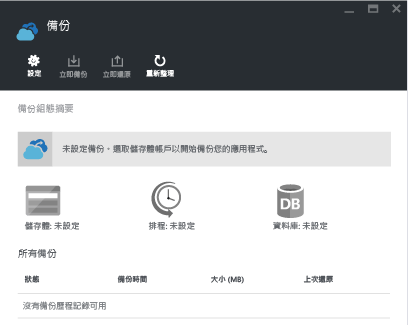 備份
設定 立即備份 立即還原 重新整理
備份組態摘要
未設定備份。選取儲存體帳戶以開始備份您的應用程式。
DB
儲存體: 未設定 排程: 未設定 資料庫: 未設定
所有備份
狀態 備份時間 大小 (MB) 上次還原
沒有備份歷程記錄可用